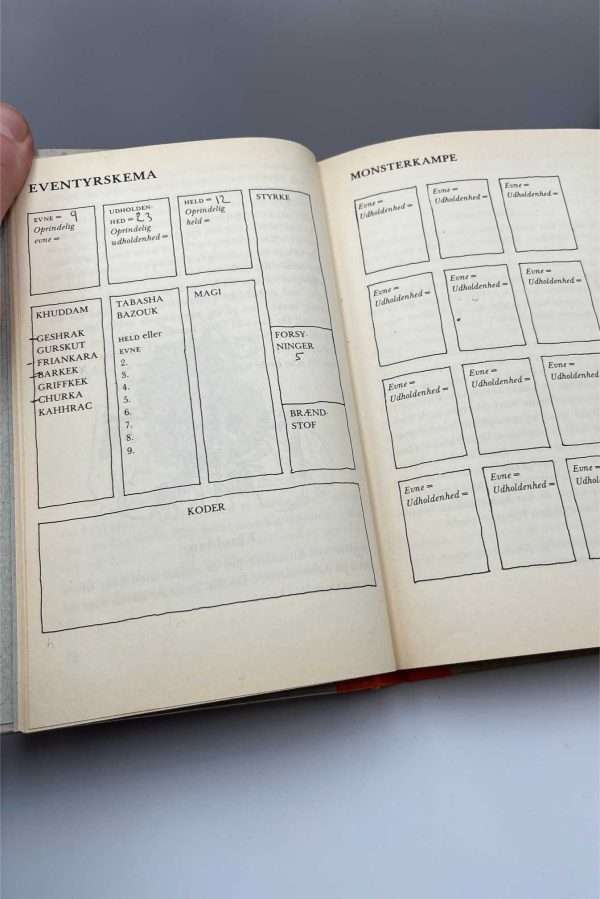 EVENTYRSKEMA
EVNE = 9
Oprindelig
evne =
UDHOLDEN-
HED = 23
Oprindelig
udholdenhed =
HELD = 12
Oprindelig
held =
STYRKE
KHUDDAM
GESHRAK
GURSKUT
FRIANKARA
BARKEK
GRIFFKEK
CHURKA
KAHHRAC
TABASHA
BAZOUK
HELD eller
EVNE
2.
3.
4.
5.
6.
7.
8.
9.
MAGI
FORSY-
NINGER
5
BRÆND-
STOF
KODER
MONSTERKAMPE
Evne =
Udholdenhed =
Evne =
Udholdenhed =
Evne =
Udholdenhed =
Evne =
Udholdenhed =
Evne =
Udholdenhed =
Evne =
Udholdenhed =
Evne =
Udholdenhed =
Evne =
Udholdenhed =
Evne =
Udholdenhed =
Evne =
Udholdenhed =
Evne =
Udholdenhed =
Evne =
Udholdenhed